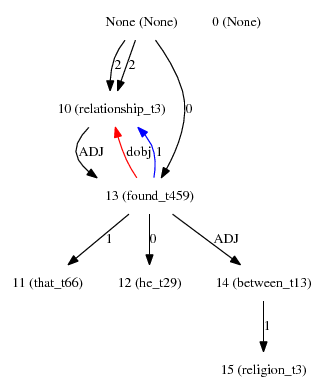 None (None) 0 (None)
2 2
10 (relationship_t3) 0
ADJ dobj 1
13 (found_t459)
1 0 ADJ
11 (that_t66) 12 (he_t29) 14 (between_t13)
1
15 (religion_t3)